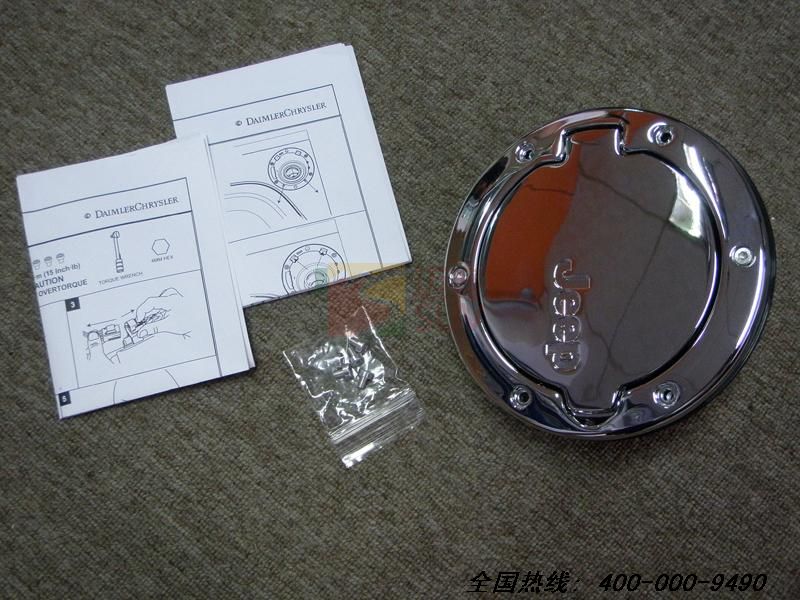 © DAIMLERCHRYSLER
© DAIMLERCHRYSLER
m (15 Inch-lb)
AUTION
OVERTORQUE
TORQUE WRENCH
4MM HEX
3
5
Jeep
全国热线：400-000-9490